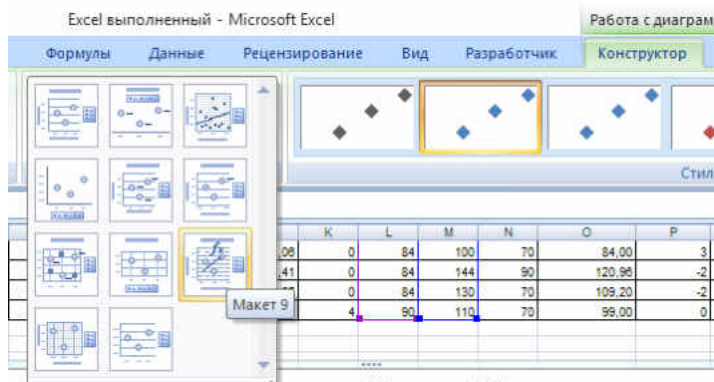 Excel выполненный - Microsoft Excel Работа с диаграм
Формулы Данные Рецензирование Вид Разработчик Конструктор
Стил
K L M N O P
,06 0 84 100 70 84,00 3
,41 0 84 144 90 120,96 -2
0 84 130 70 109,20 -2
Макет 9 4 90 110 70 99,00 0